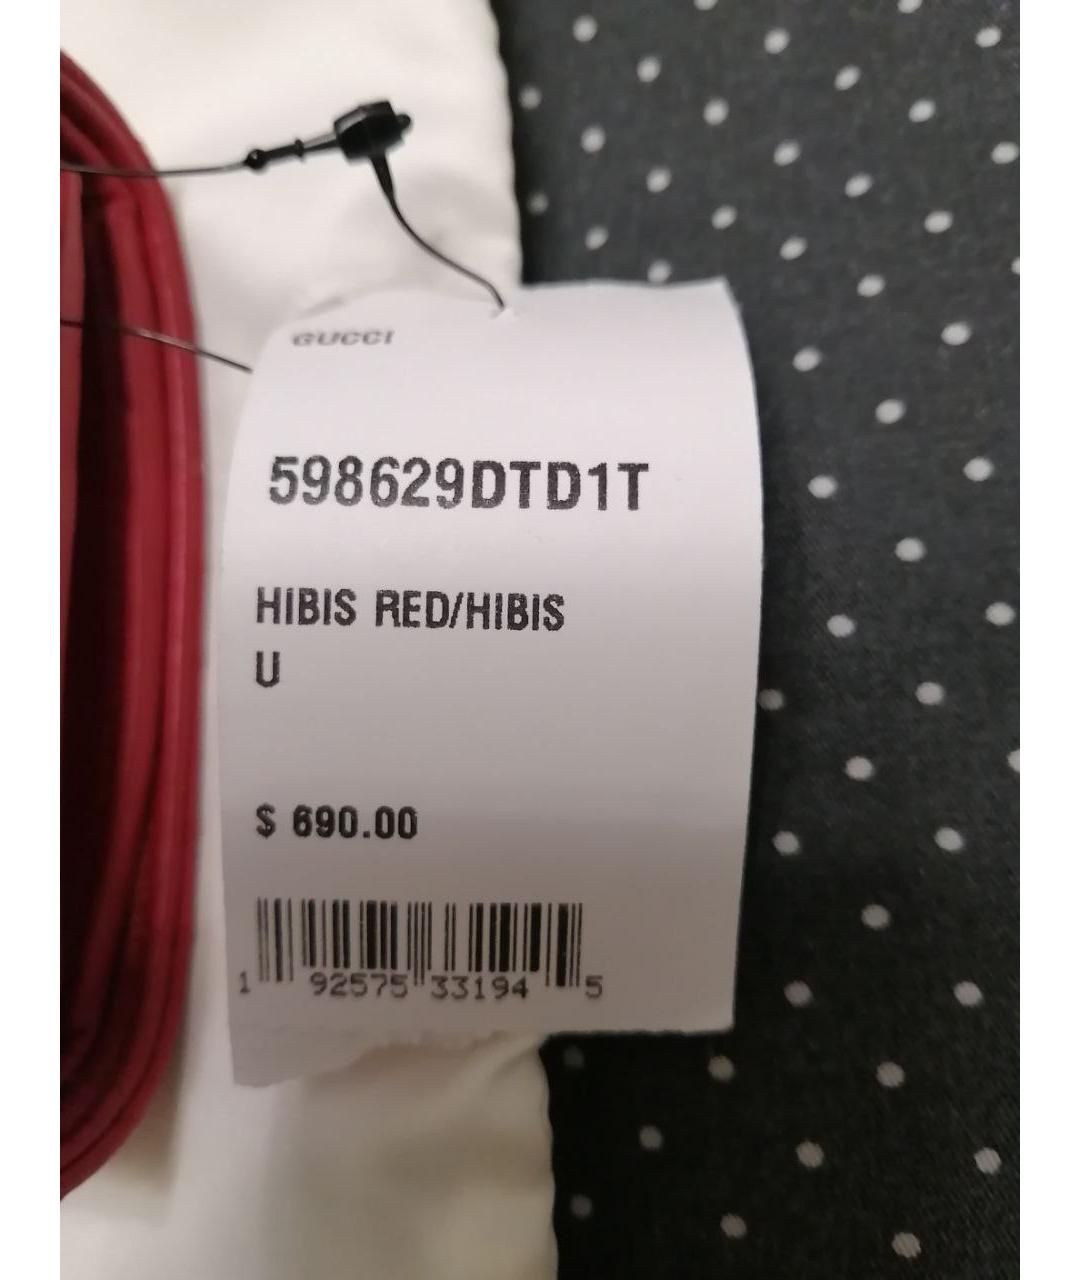 GUCCI
598629DTD1T
HIBIS RED/HIBIS
U
$ 690.00
1 92575 33194 5